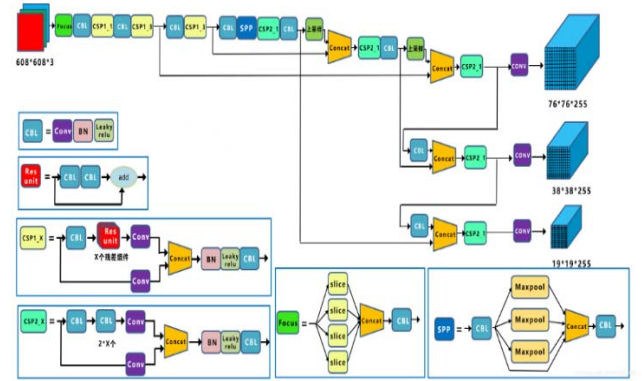 608*608*3
Focus CBL CSP1_1 CBL CSP1_X CBL CSP1_X CBL SPP CSP2_1 CBL 上采样 Concat CSP2_1 CBL 上采样 Concat CSP2_1 CONV
76*76*255
CBL Concat CSP2_1 CONV
38*38*255
CBL Concat CSP2_1 CONV
19*19*255
CBL = Conv BN Leaky relu
Res unit = CBL CBL add
CSP1_X = CBL Res unit Conv Concat BN Leaky relu CBL
X个残差组件
Conv
CSP2_X = CBL CBL Conv Concat BN Leaky relu CBL
2*X个
Conv
Focus = slice slice slice slice Concat CBL
SPP = CBL Maxpool Maxpool Maxpool Concat CBL